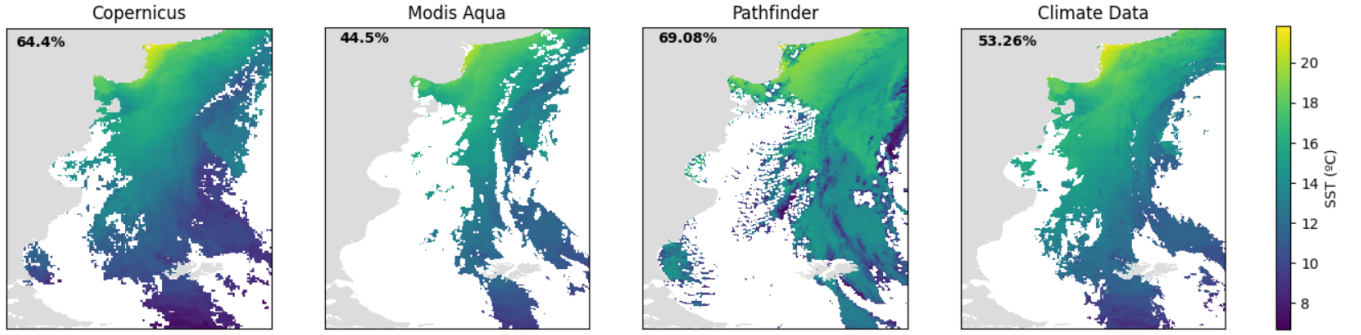 Copernicus
Modis Aqua
Pathfinder
Climate Data
64.4%
44.5%
69.08%
53.26%
20
18
16
14
12
10
8
SST (ºC)